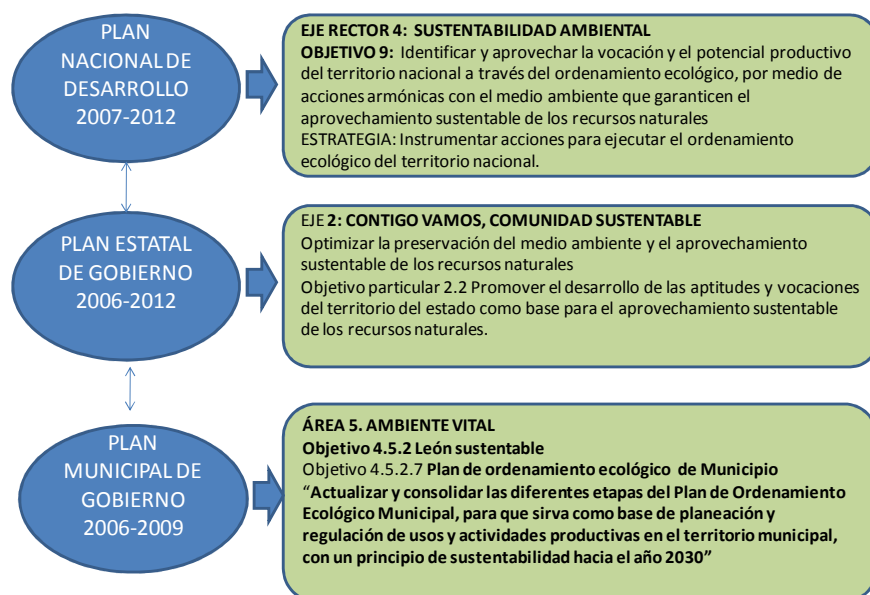 PLAN
NACIONAL DE
DESARROLLO
2007-2012
EJE RECTOR 4: SUSTENTABILIDAD AMBIENTAL
OBJETIVO 9: Identificar y aprovechar la vocación y el potencial productivo
del territorio nacional a través del ordenamiento ecológico, por medio de
acciones armónicas con el medio ambiente que garanticen el
aprovechamiento sustentable de los recursos naturales
ESTRATEGIA: Instrumentar acciones para ejecutar el ordenamiento
ecológico del territorio nacional.
PLAN ESTATAL
DE GOBIERNO
2006-2012
EJE 2: CONTIGO VAMOS, COMUNIDAD SUSTENTABLE
Optimizar la preservación del medio ambiente y el aprovechamiento
sustentable de los recursos naturales
Objetivo particular 2.2 Promover el desarrollo de las aptitudes y vocaciones
del territorio del estado como base para el aprovechamiento sustentable
de los recursos naturales.
PLAN
MUNICIPAL DE
GOBIERNO
2006-2009
ÁREA 5. AMBIENTE VITAL
Objetivo 4.5.2 León sustentable
Objetivo 4.5.2.7 Plan de ordenamiento ecológico de Municipio
“Actualizar y consolidar las diferentes etapas del Plan de Ordenamiento
Ecológico Municipal, para que sirva como base de planeación y
regulación de usos y actividades productivas en el territorio municipal,
con un principio de sustentabilidad hacia el año 2030”